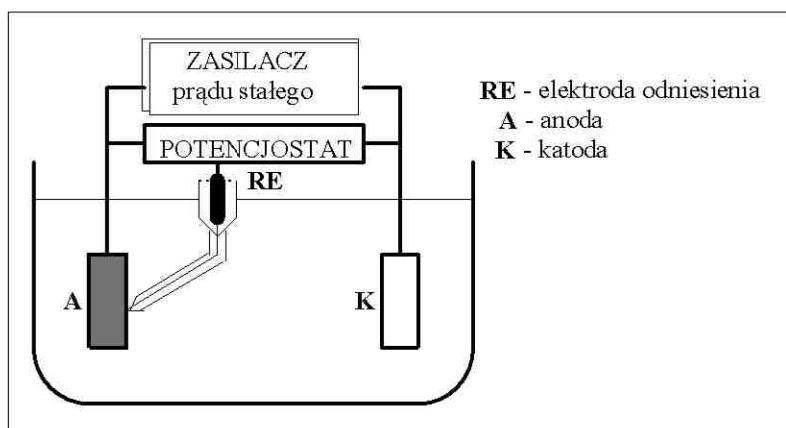 ZASILACZ
prądu stałego
POTENCJOSTAT
RE
A
K
RE - elektroda odniesienia
A - anoda
K - katoda